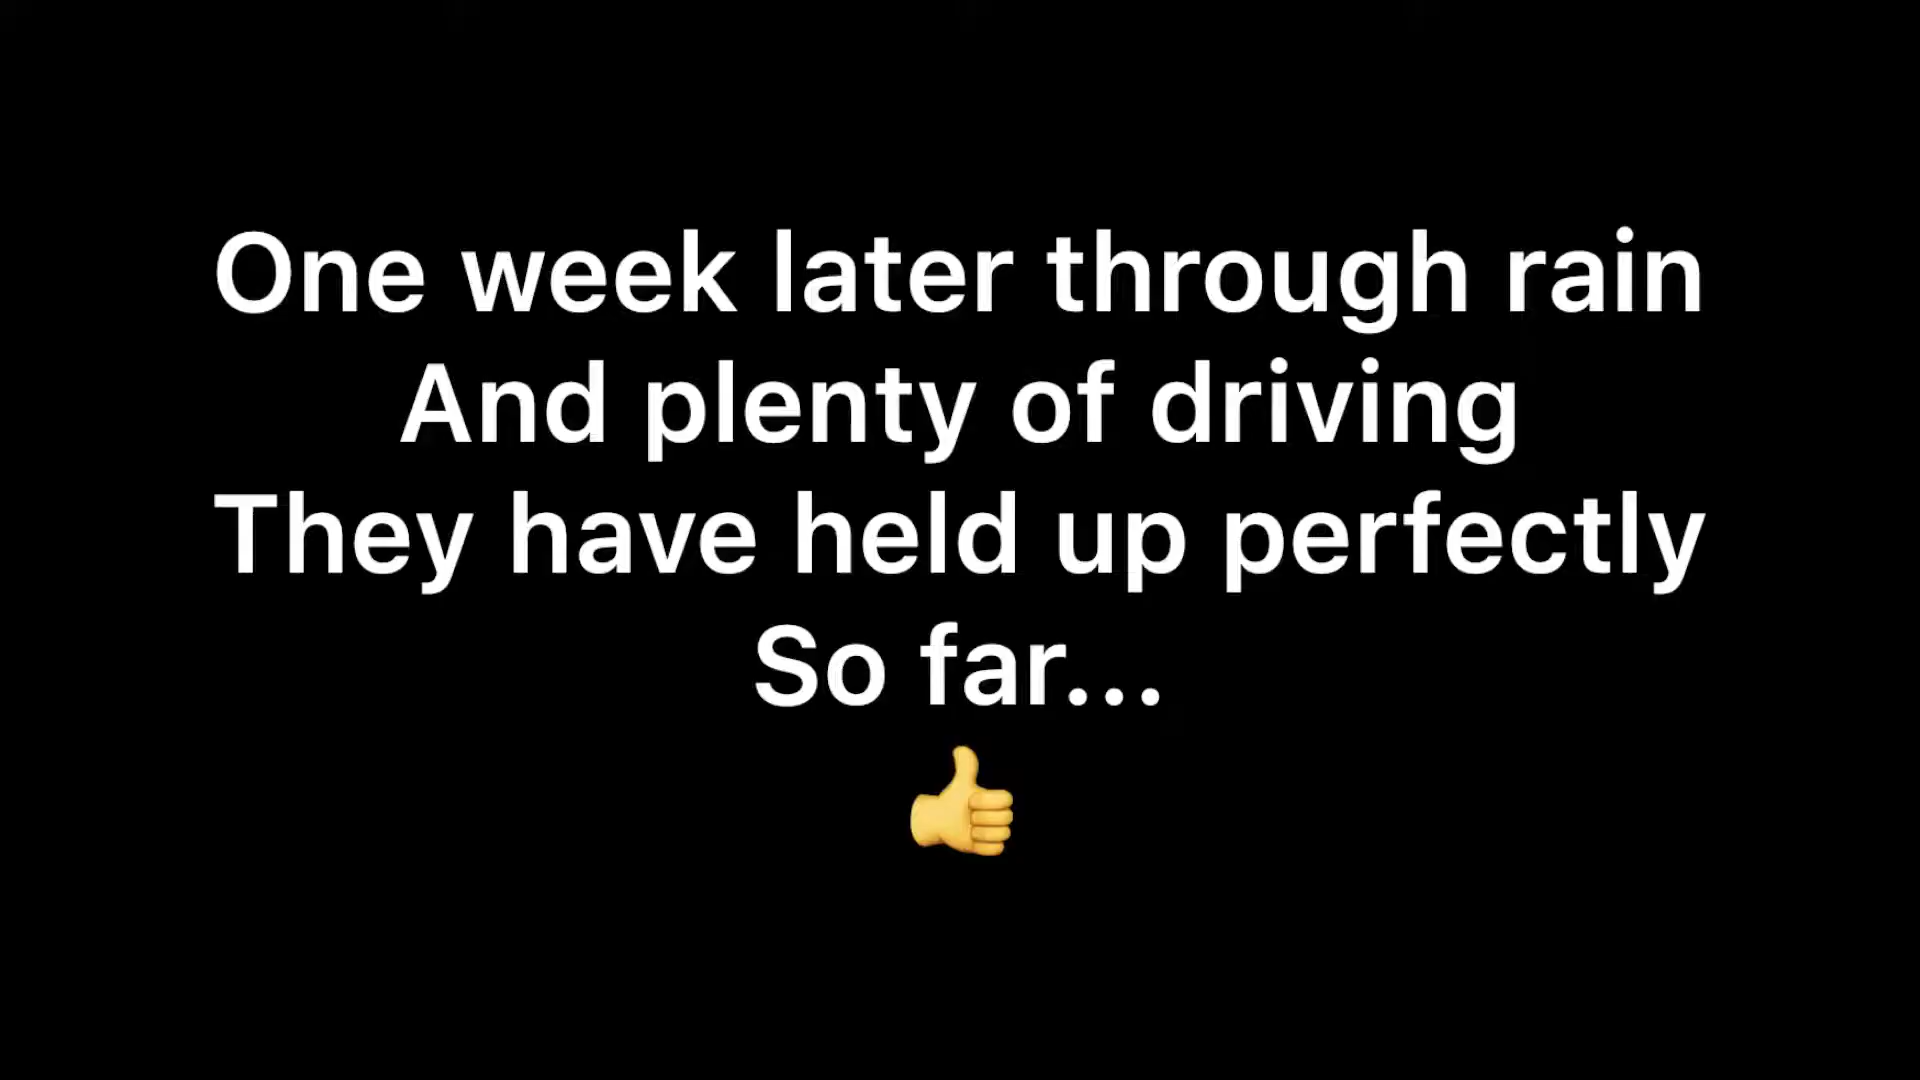 One week later through rain
And plenty of driving
They have held up perfectly
So far...
👍